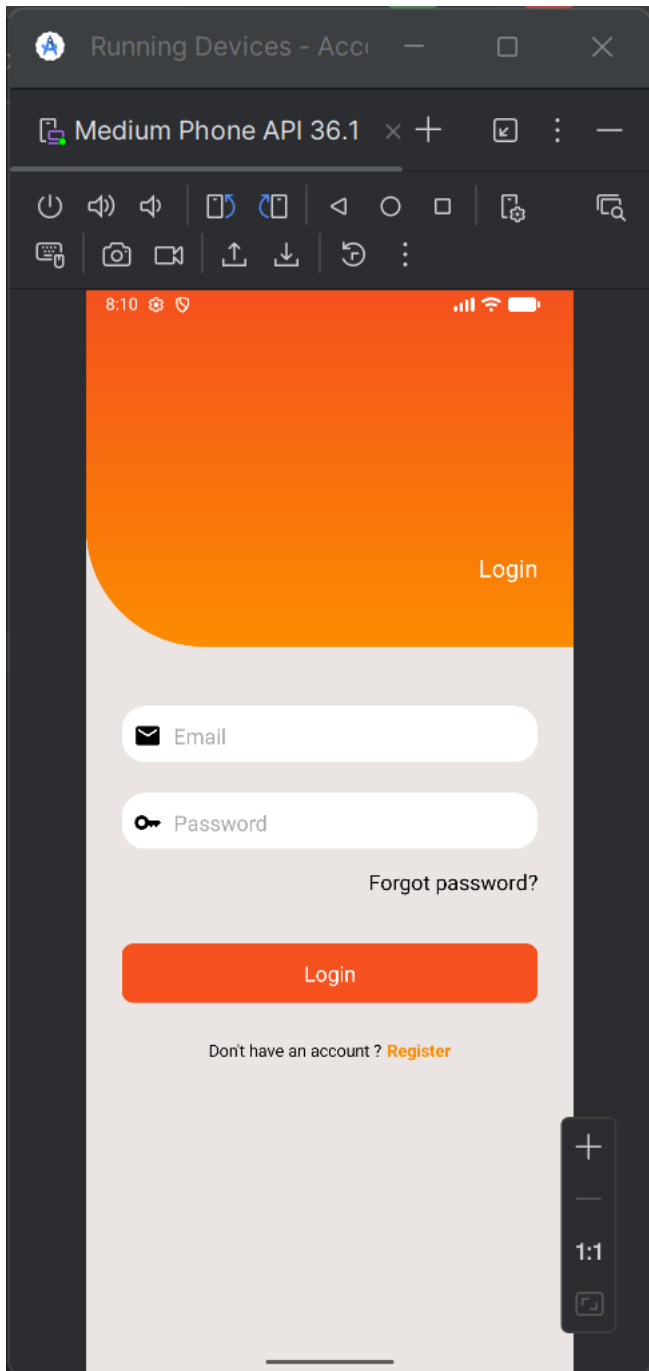 Running Devices - Acc
Medium Phone API 36.1
8:10
Login
Email
Password
Forgot password?
Login
Don't have an account ? Register
1:1